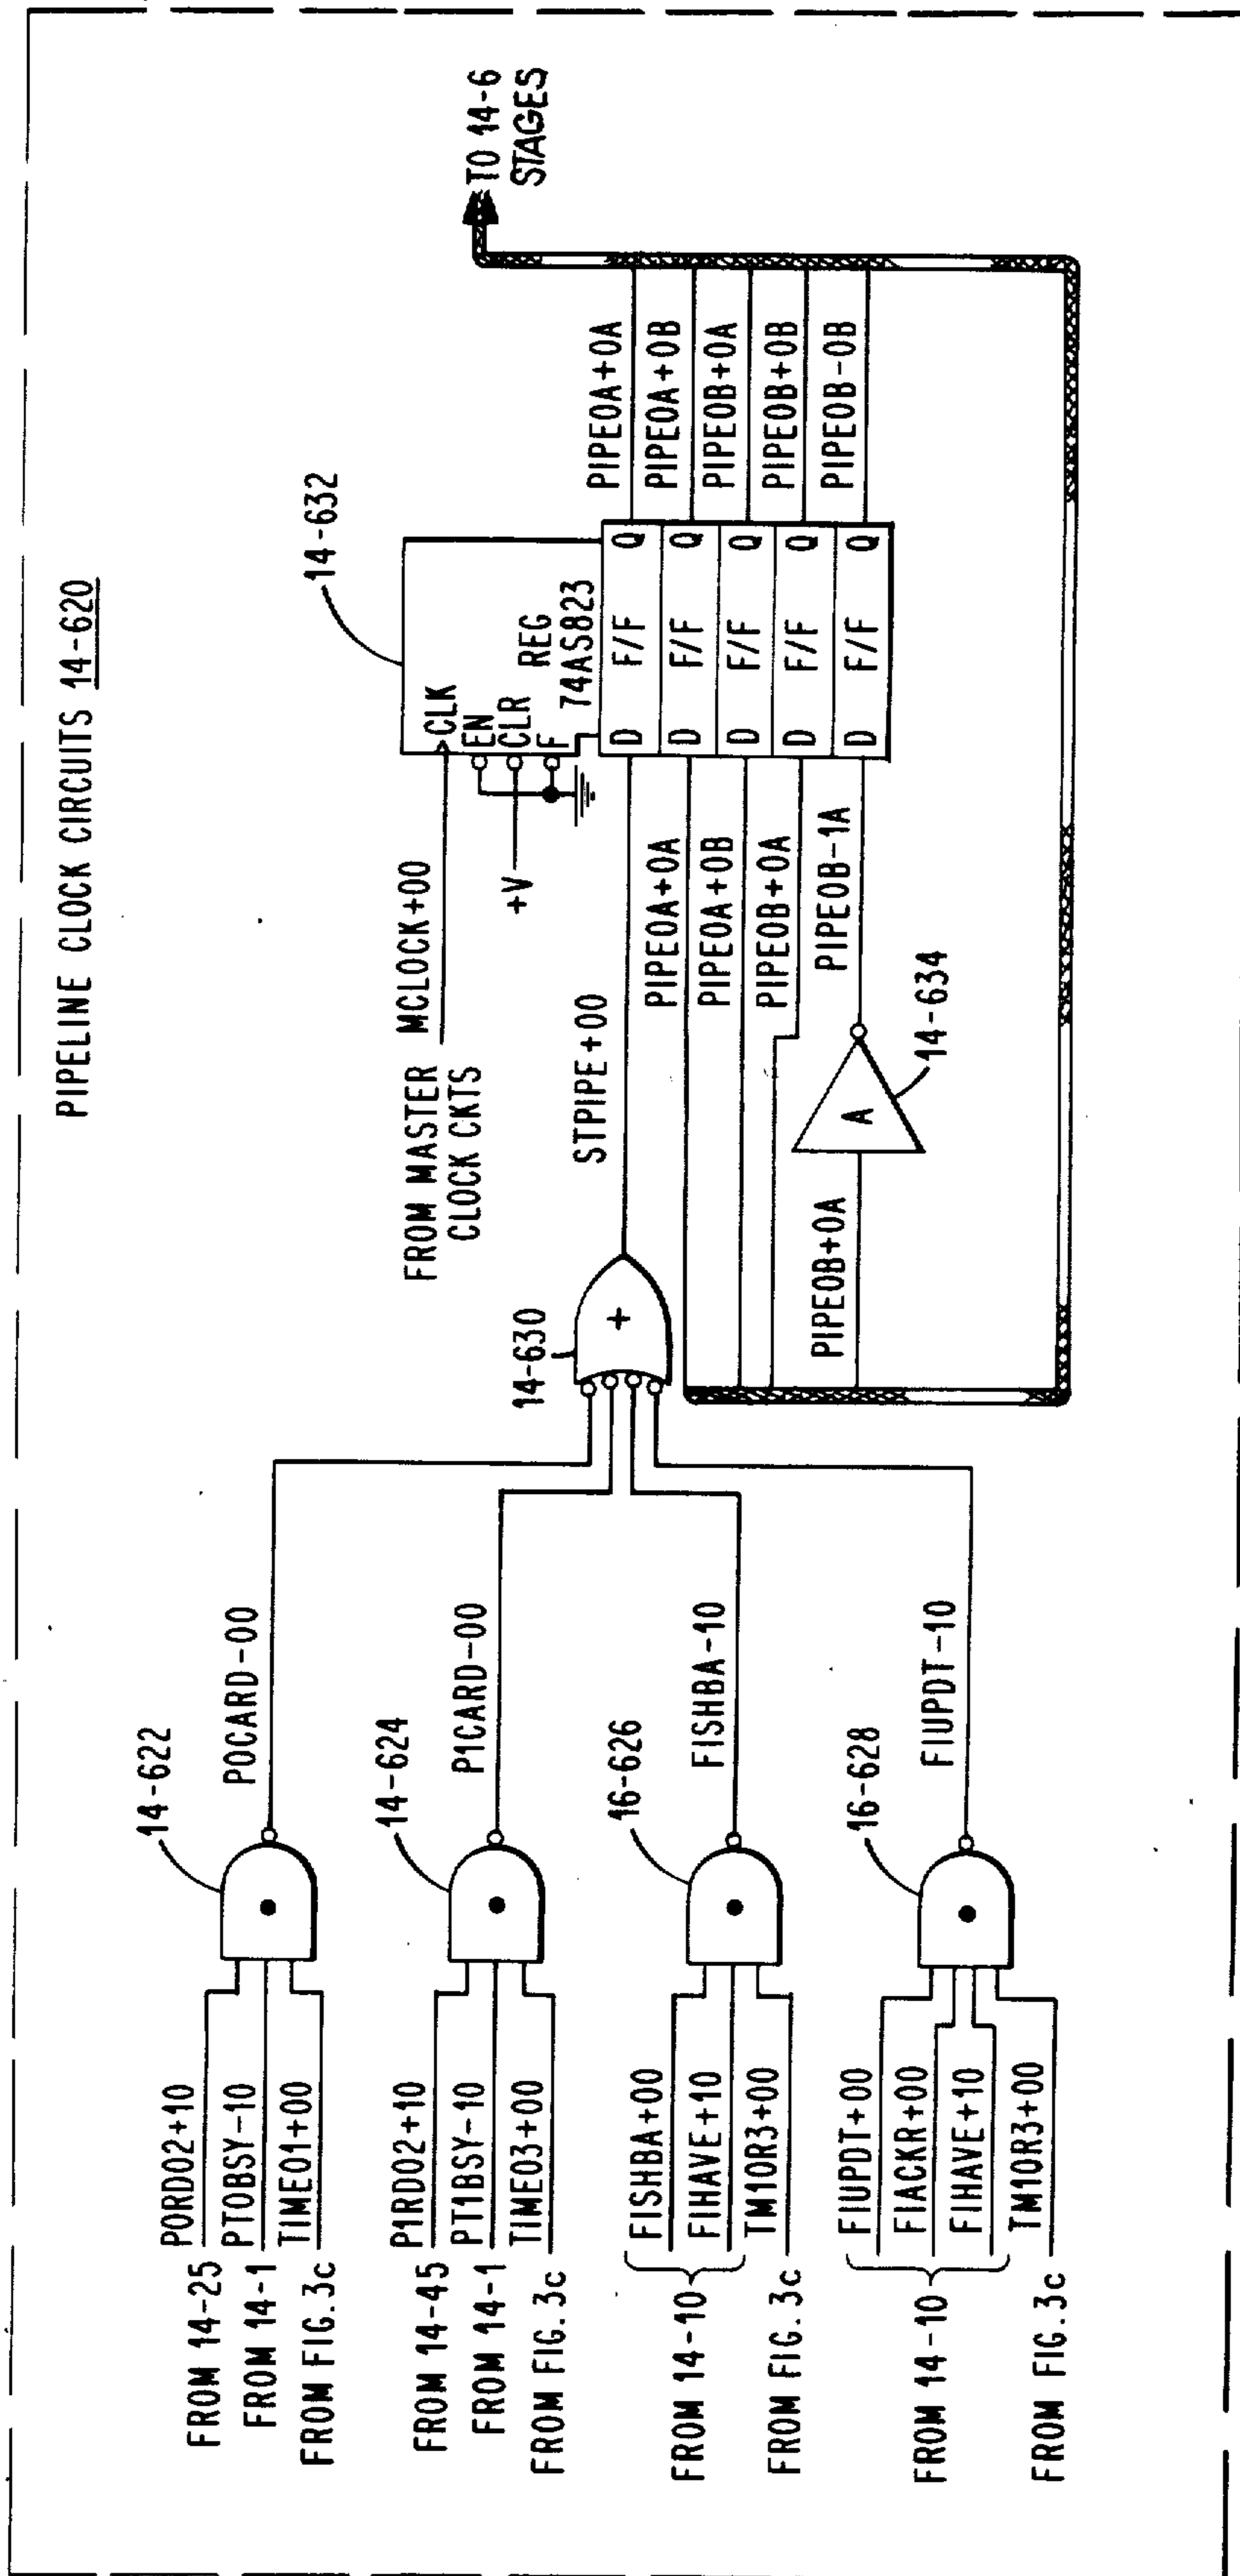 PIPELINE CLOCK CIRCUITS 14-620
P0RD02+10
FROM 14-25
PT0BSY-10
FROM 14-1
TIME01+00
FROM FIG.3c
14-622
P0CARD-00
P1RD02+10
FROM 14-45
PT1BSY-10
FROM 14-1
TIME03+00
FROM FIG.3c
14-624
P1CARD-00
FISHBA+00
FIHAVE+10
FROM 14-10
TM10R3+00
FROM FIG.3c
16-626
FISHBA-10
FIUPDT+00
FIACKR+00
FIHAVE+10
FROM 14-10
TM10R3+00
FROM FIG.3c
16-628
FIUPDT-10
14-630
+
STPIPE+00
FROM MASTER
CLOCK CKTS
MCLOCK+00
+V
CLK
EN
CLR
F
REG
74AS823
14-632
PIPE0A+0A
D F/F Q
PIPE0A+0A
PIPE0A+0B
D F/F Q
PIPE0A+0B
PIPE0B+0A
D F/F Q
PIPE0B+0A
PIPE0B+0B
D F/F Q
PIPE0B+0A
A
14-634
PIPE0B-1A
D F/F Q
PIPE0B-0B
TO 14-6
STAGES